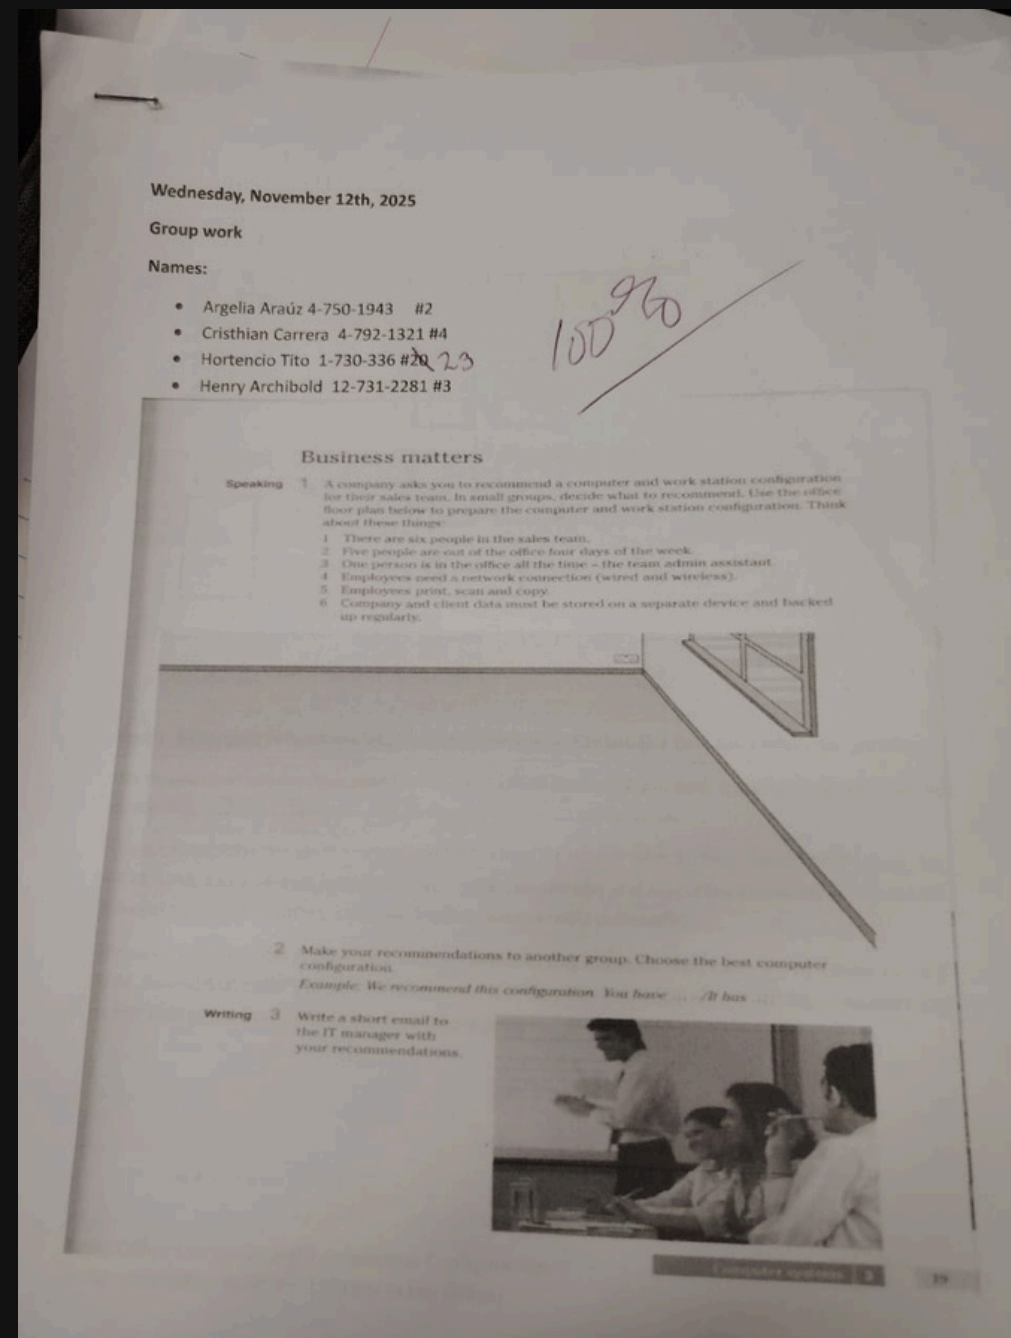 Wednesday, November 12th, 2025
Group work
Names:
• Argelia Araúz 4-750-1943 #2
• Cristhian Carrera 4-792-1321 #4
• Hortencio Tito 1-730-336 #20 23
• Henry Archibold 12-731-2281 #3
100%
Business matters
Speaking 1 A company asks you to recommend a computer and work station configuration
for their sales team. In small groups, decide what to recommend. Use the office
floor plan below to prepare the computer and work station configuration. Think
about these things:
1 There are six people in the sales team.
2 Five people are out of the office four days of the week.
3 One person is in the office all the time – the team admin assistant.
4 Employees need a network connection (wired and wireless).
5 Employees print, scan and copy.
6 Company and client data must be stored on a separate device and backed
up regularly.
2 Make your recommendations to another group. Choose the best computer
configuration.
Example: We recommend this configuration. You have ... /It has ...
Writing 3 Write a short email to
the IT manager with
your recommendations.
Computer systems
19